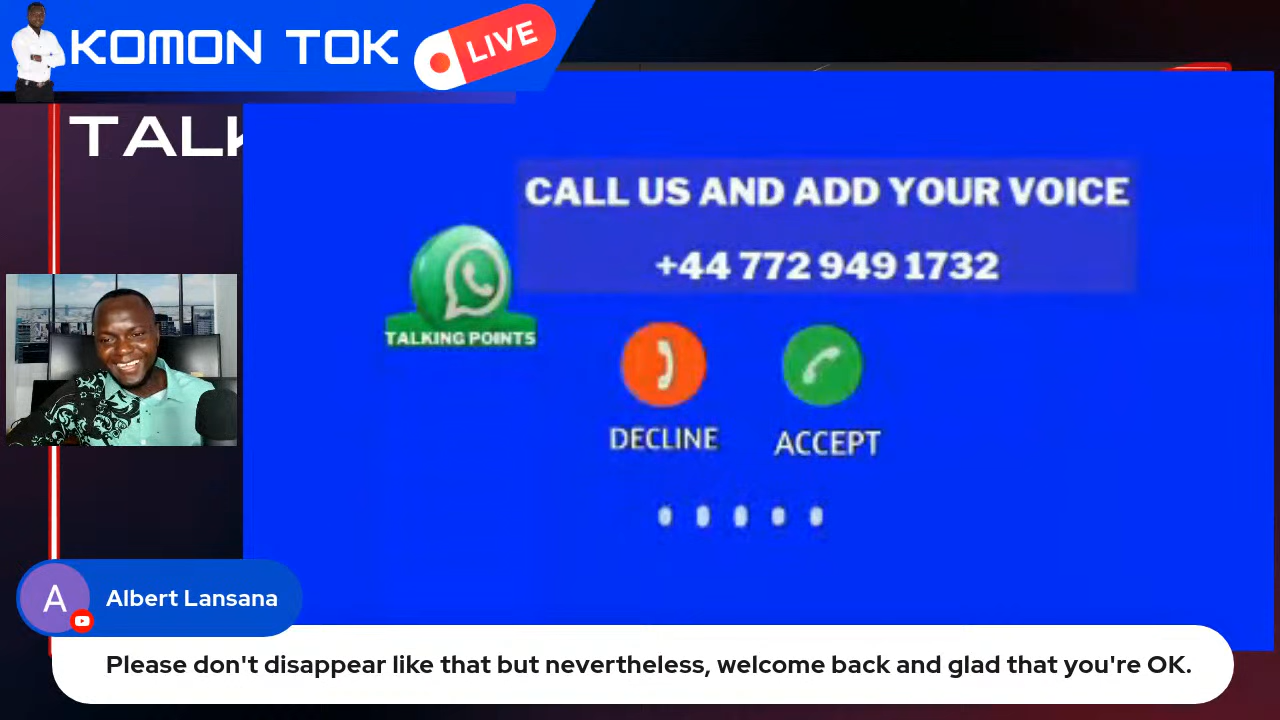 KOMON TOK
LIVE
TALK
CALL US AND ADD YOUR VOICE
+44 772 949 1732
TALKING POINTS
DECLINE
ACCEPT
A
Albert Lansana
Please don't disappear like that but nevertheless, welcome back and glad that you're OK.